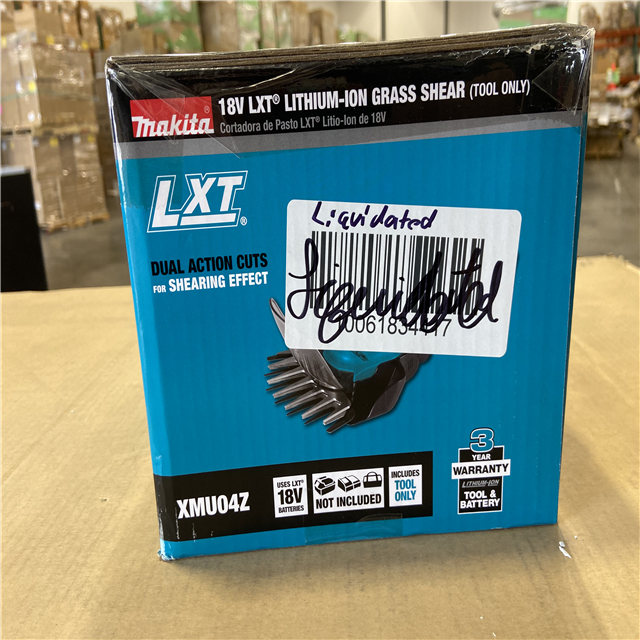 18V LXT® LITHIUM-ION GRASS SHEAR (TOOL ONLY)
Makita®
Cortadora de Pasto LXT® Litio-Ion de 18V
LXT®
DUAL ACTION CUTS
FOR SHEARING EFFECT
Liquidated
Liquidated
XMU04Z
USES LXT®
18V
BATTERIES
NOT INCLUDED
INCLUDES
TOOL
ONLY
3
YEAR
WARRANTY
LITHIUM-ION
TOOL &
BATTERY